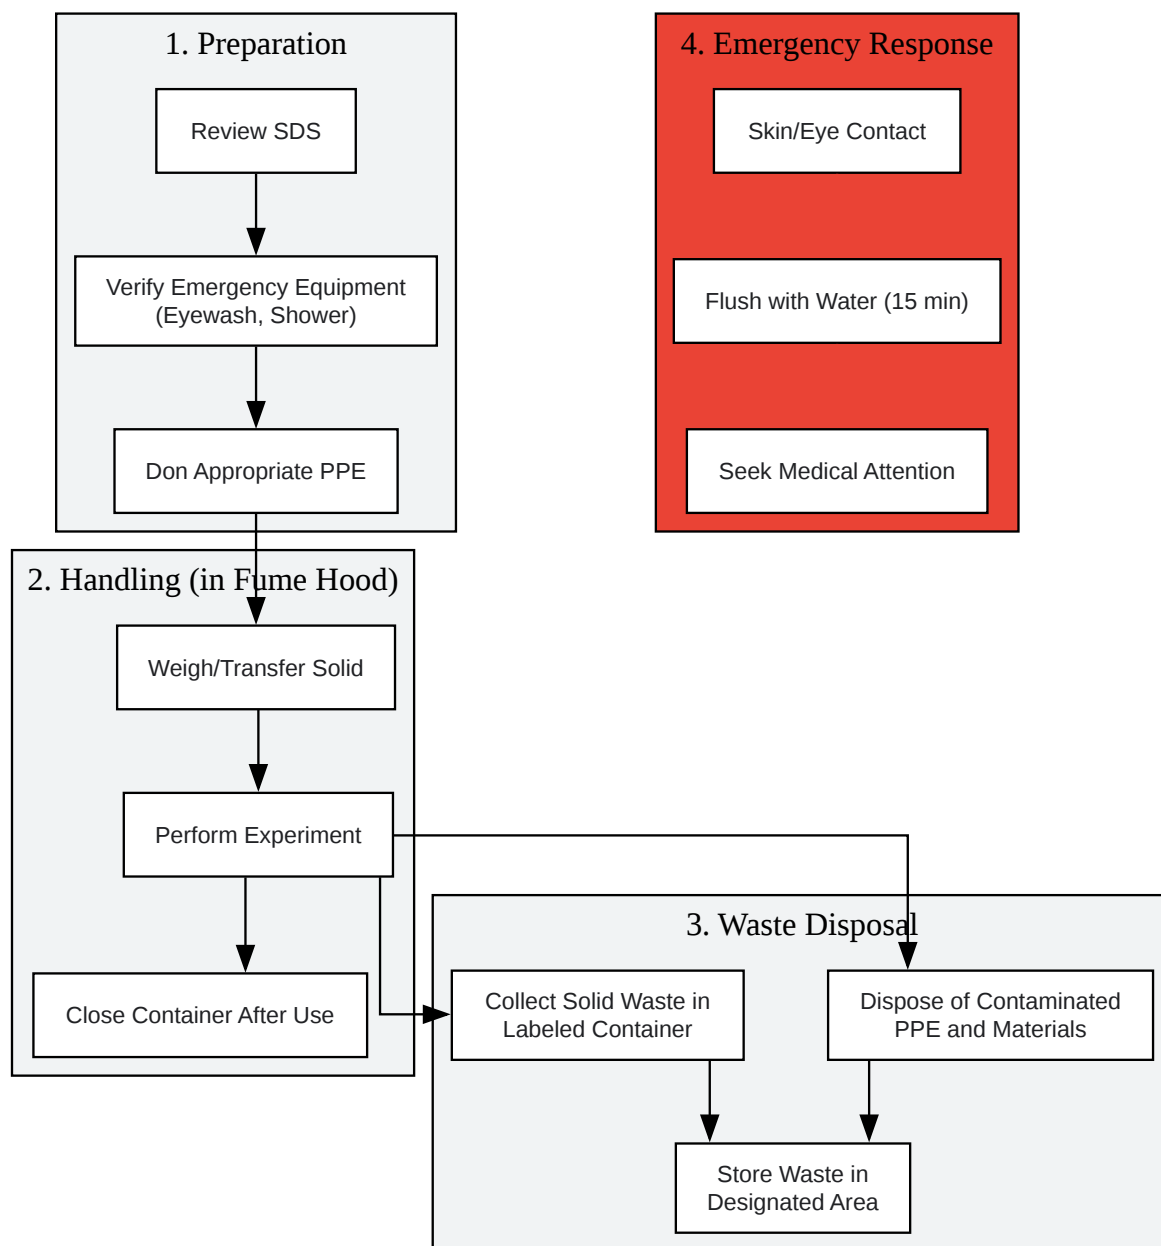 1. Preparation
Review SDS
Verify Emergency Equipment
(Eyewash, Shower)
Don Appropriate PPE
4. Emergency Response
Skin/Eye Contact
Flush with Water (15 min)
Seek Medical Attention
2. Handling (in Fume Hood)
Weigh/Transfer Solid
Perform Experiment
Close Container After Use
3. Waste Disposal
Collect Solid Waste in
Labeled Container
Dispose of Contaminated
PPE and Materials
Store Waste in
Designated Area